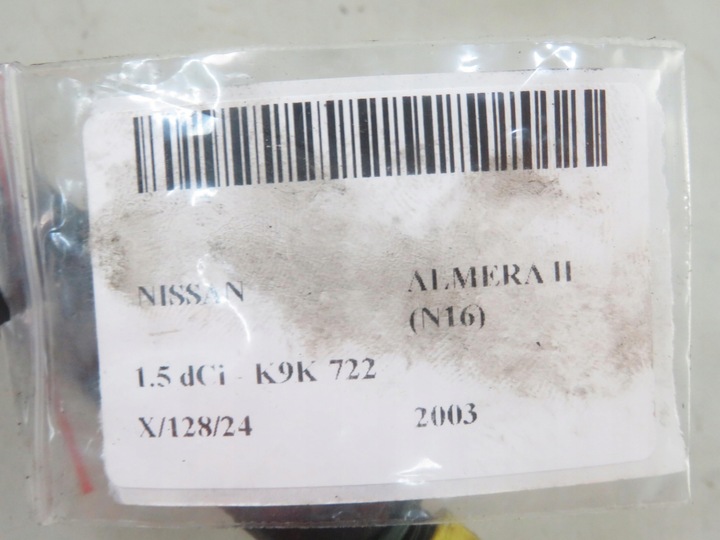 NISSAN ALMERA II
(N16)
1.5 dCi - K9K 722
X/128/24 2003